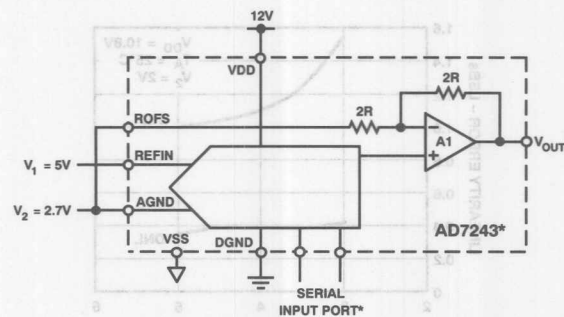 12V
VDD
2R
2R
ROFS
A1
VOUT
REFIN
V1 = 5V
AGND
V2 = 2.7V
AD7243*
VSS
DGND
SERIAL
INPUT PORT*